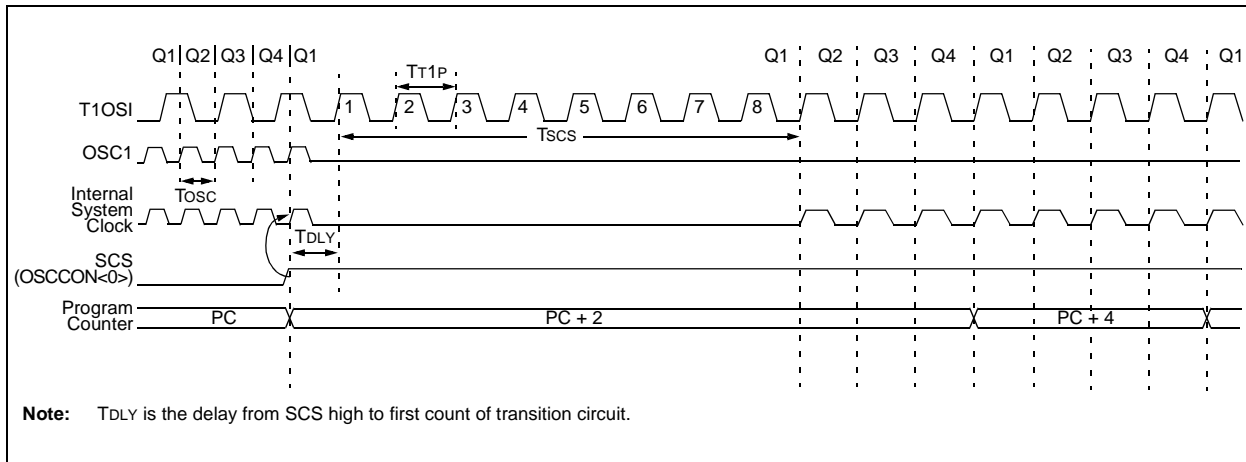 Q1 Q2 Q3 Q4 Q1 Q1 Q2 Q3 Q4 Q1 Q2 Q3 Q4 Q1
TT1P
T1OSI 1 2 3 4 5 6 7 8
TSCS
OSC1
TOSC
Internal
System
Clock
TDLY
SCS
(OSCCON<0>)
Program
Counter
PC PC + 2 PC + 4
Note: TDLY is the delay from SCS high to first count of transition circuit.